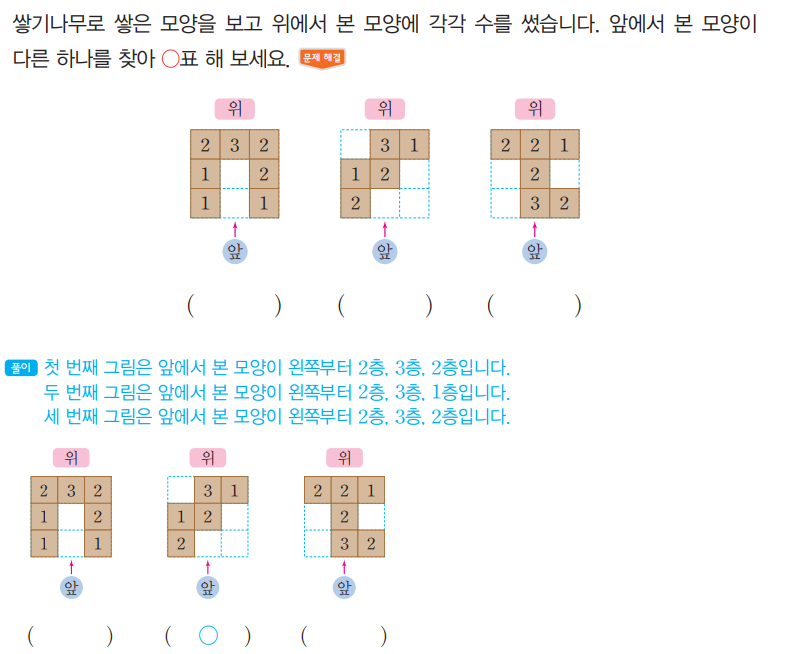 쌓기나무로 쌓은 모양을 보고 위에서 본 모양에 각각 수를 썼습니다. 앞에서 본 모양이
다른 하나를 찾아 ○표 해 보세요. 문제 해결
위 위 위
2 3 2 3 1 2 2 1
1 2 1 2 2
1 1 2 3 2
앞 앞 앞
( ) ( ) ( )
풀이 첫 번째 그림은 앞에서 본 모양이 왼쪽부터 2층, 3층, 2층입니다.
두 번째 그림은 앞에서 본 모양이 왼쪽부터 2층, 3층, 1층입니다.
세 번째 그림은 앞에서 본 모양이 왼쪽부터 2층, 3층, 2층입니다.
위 위 위
2 3 2 3 1 2 2 1
1 2 1 2 2
1 1 2 3 2
앞 앞 앞
( ) ( ○ ) ( )